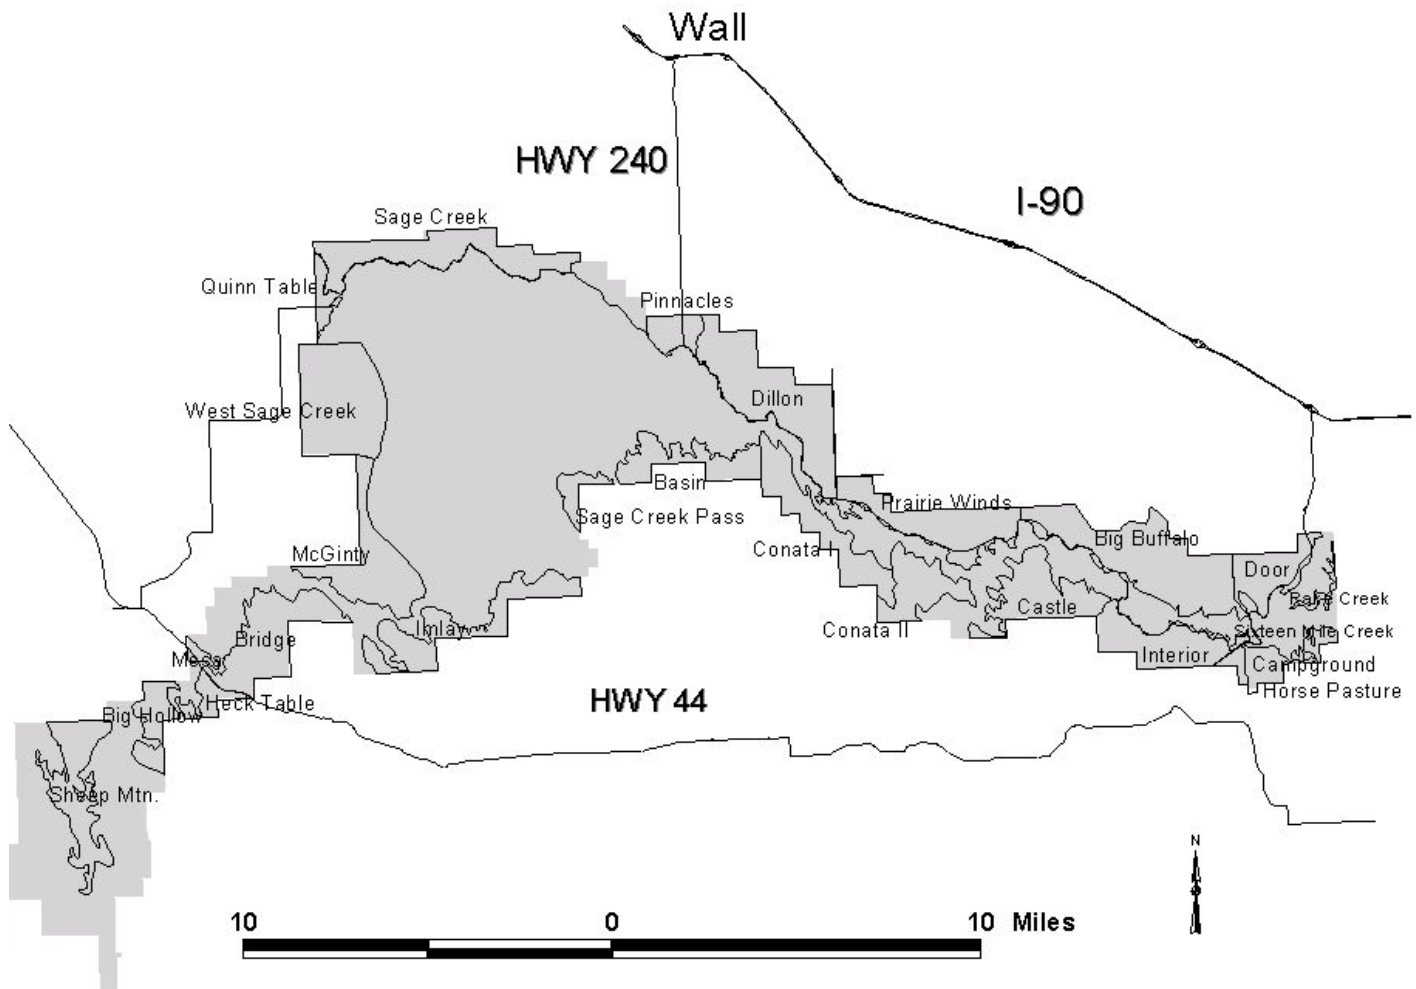 Wall
HWY 240
I-90
Sage Creek
Quinn Table
Pinnacles
Dillon
West Sage Creek
Basin
Prairie Winds
Sage Creek Pass
Big Buffalo
Conata I
McGinty
Door
Rake Creek
Castle
Imlay
Conata II
Sixteen Mile Creek
Bridge
Interior
Mesa
Campground
Horse Pasture
Heck Table
HWY 44
Big Hollow
Sheep Mtn.
N
10 0 10 Miles